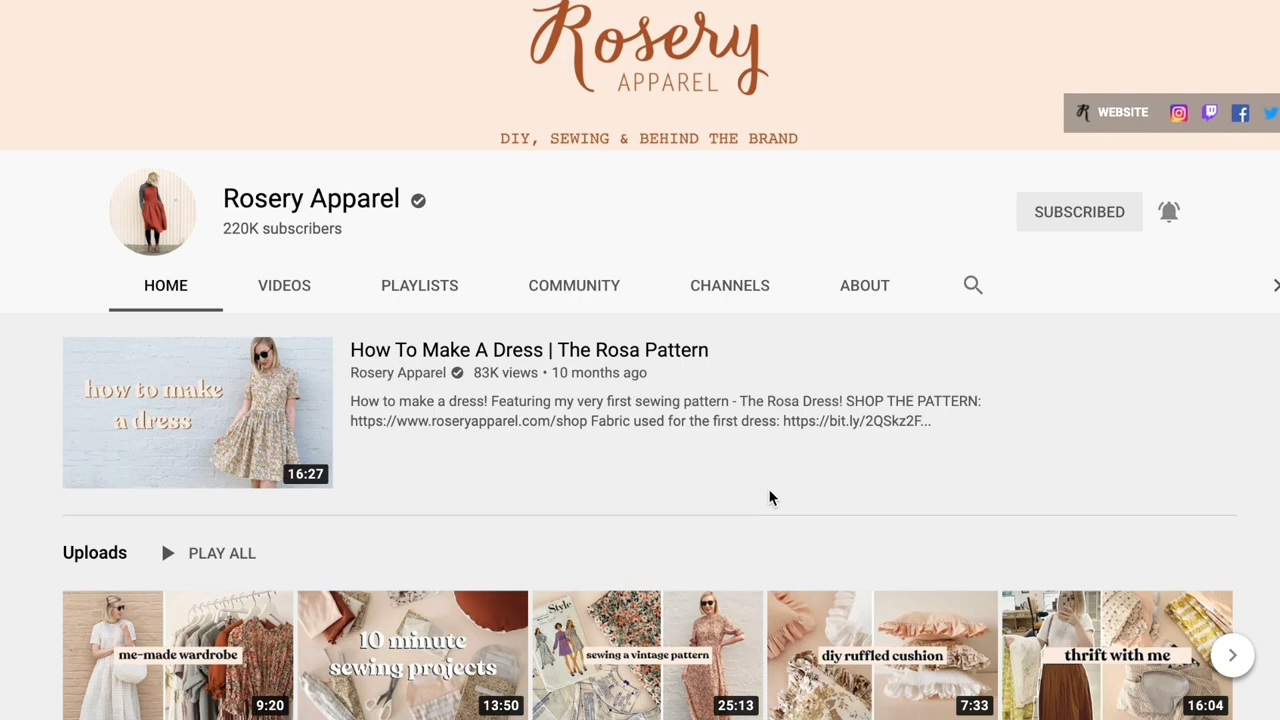 Rosery
APPAREL
DIY, SEWING & BEHIND THE BRAND
WEBSITE
Rosery Apparel
220K subscribers
SUBSCRIBED
HOME VIDEOS PLAYLISTS COMMUNITY CHANNELS ABOUT
how to make
a dress
16:27
How To Make A Dress | The Rosa Pattern
Rosery Apparel 83K views • 10 months ago
How to make a dress! Featuring my very first sewing pattern - The Rosa Dress! SHOP THE PATTERN:
https://www.roseryapparel.com/shop Fabric used for the first dress: https://bit.ly/2QSkz2F...
Uploads PLAY ALL
me-made wardrobe
9:20
10 minute
sewing projects
13:50
Style
sewing a vintage pattern
25:13
diy ruffled cushion
7:33
thrift with me
16:04